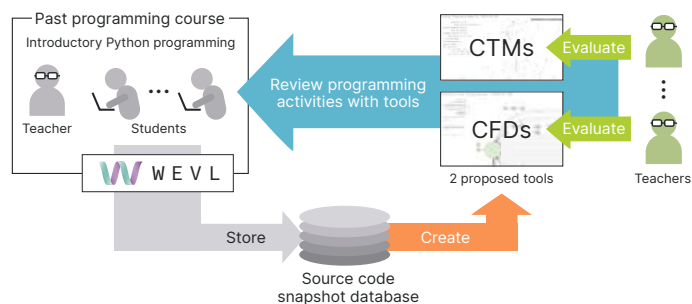 Past programming course
Introductory Python programming
Teacher
Students
WEVL
Review programming
activities with tools
CTMs
CFDs
2 proposed tools
Evaluate
Evaluate
Teachers
Store
Create
Source code
snapshot database